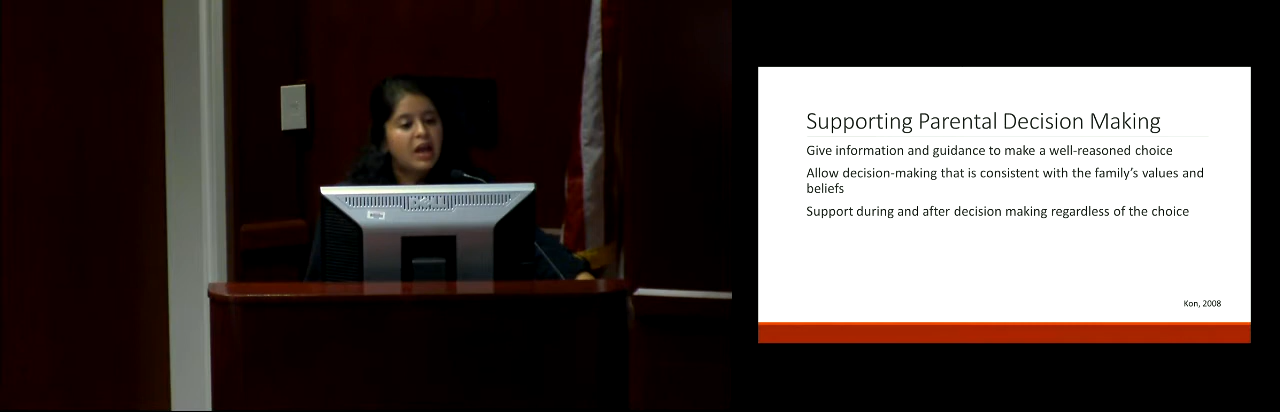 Supporting Parental Decision Making
Give information and guidance to make a well-reasoned choice
Allow decision-making that is consistent with the family's values and
beliefs
Support during and after decision making regardless of the choice
Kon, 2008